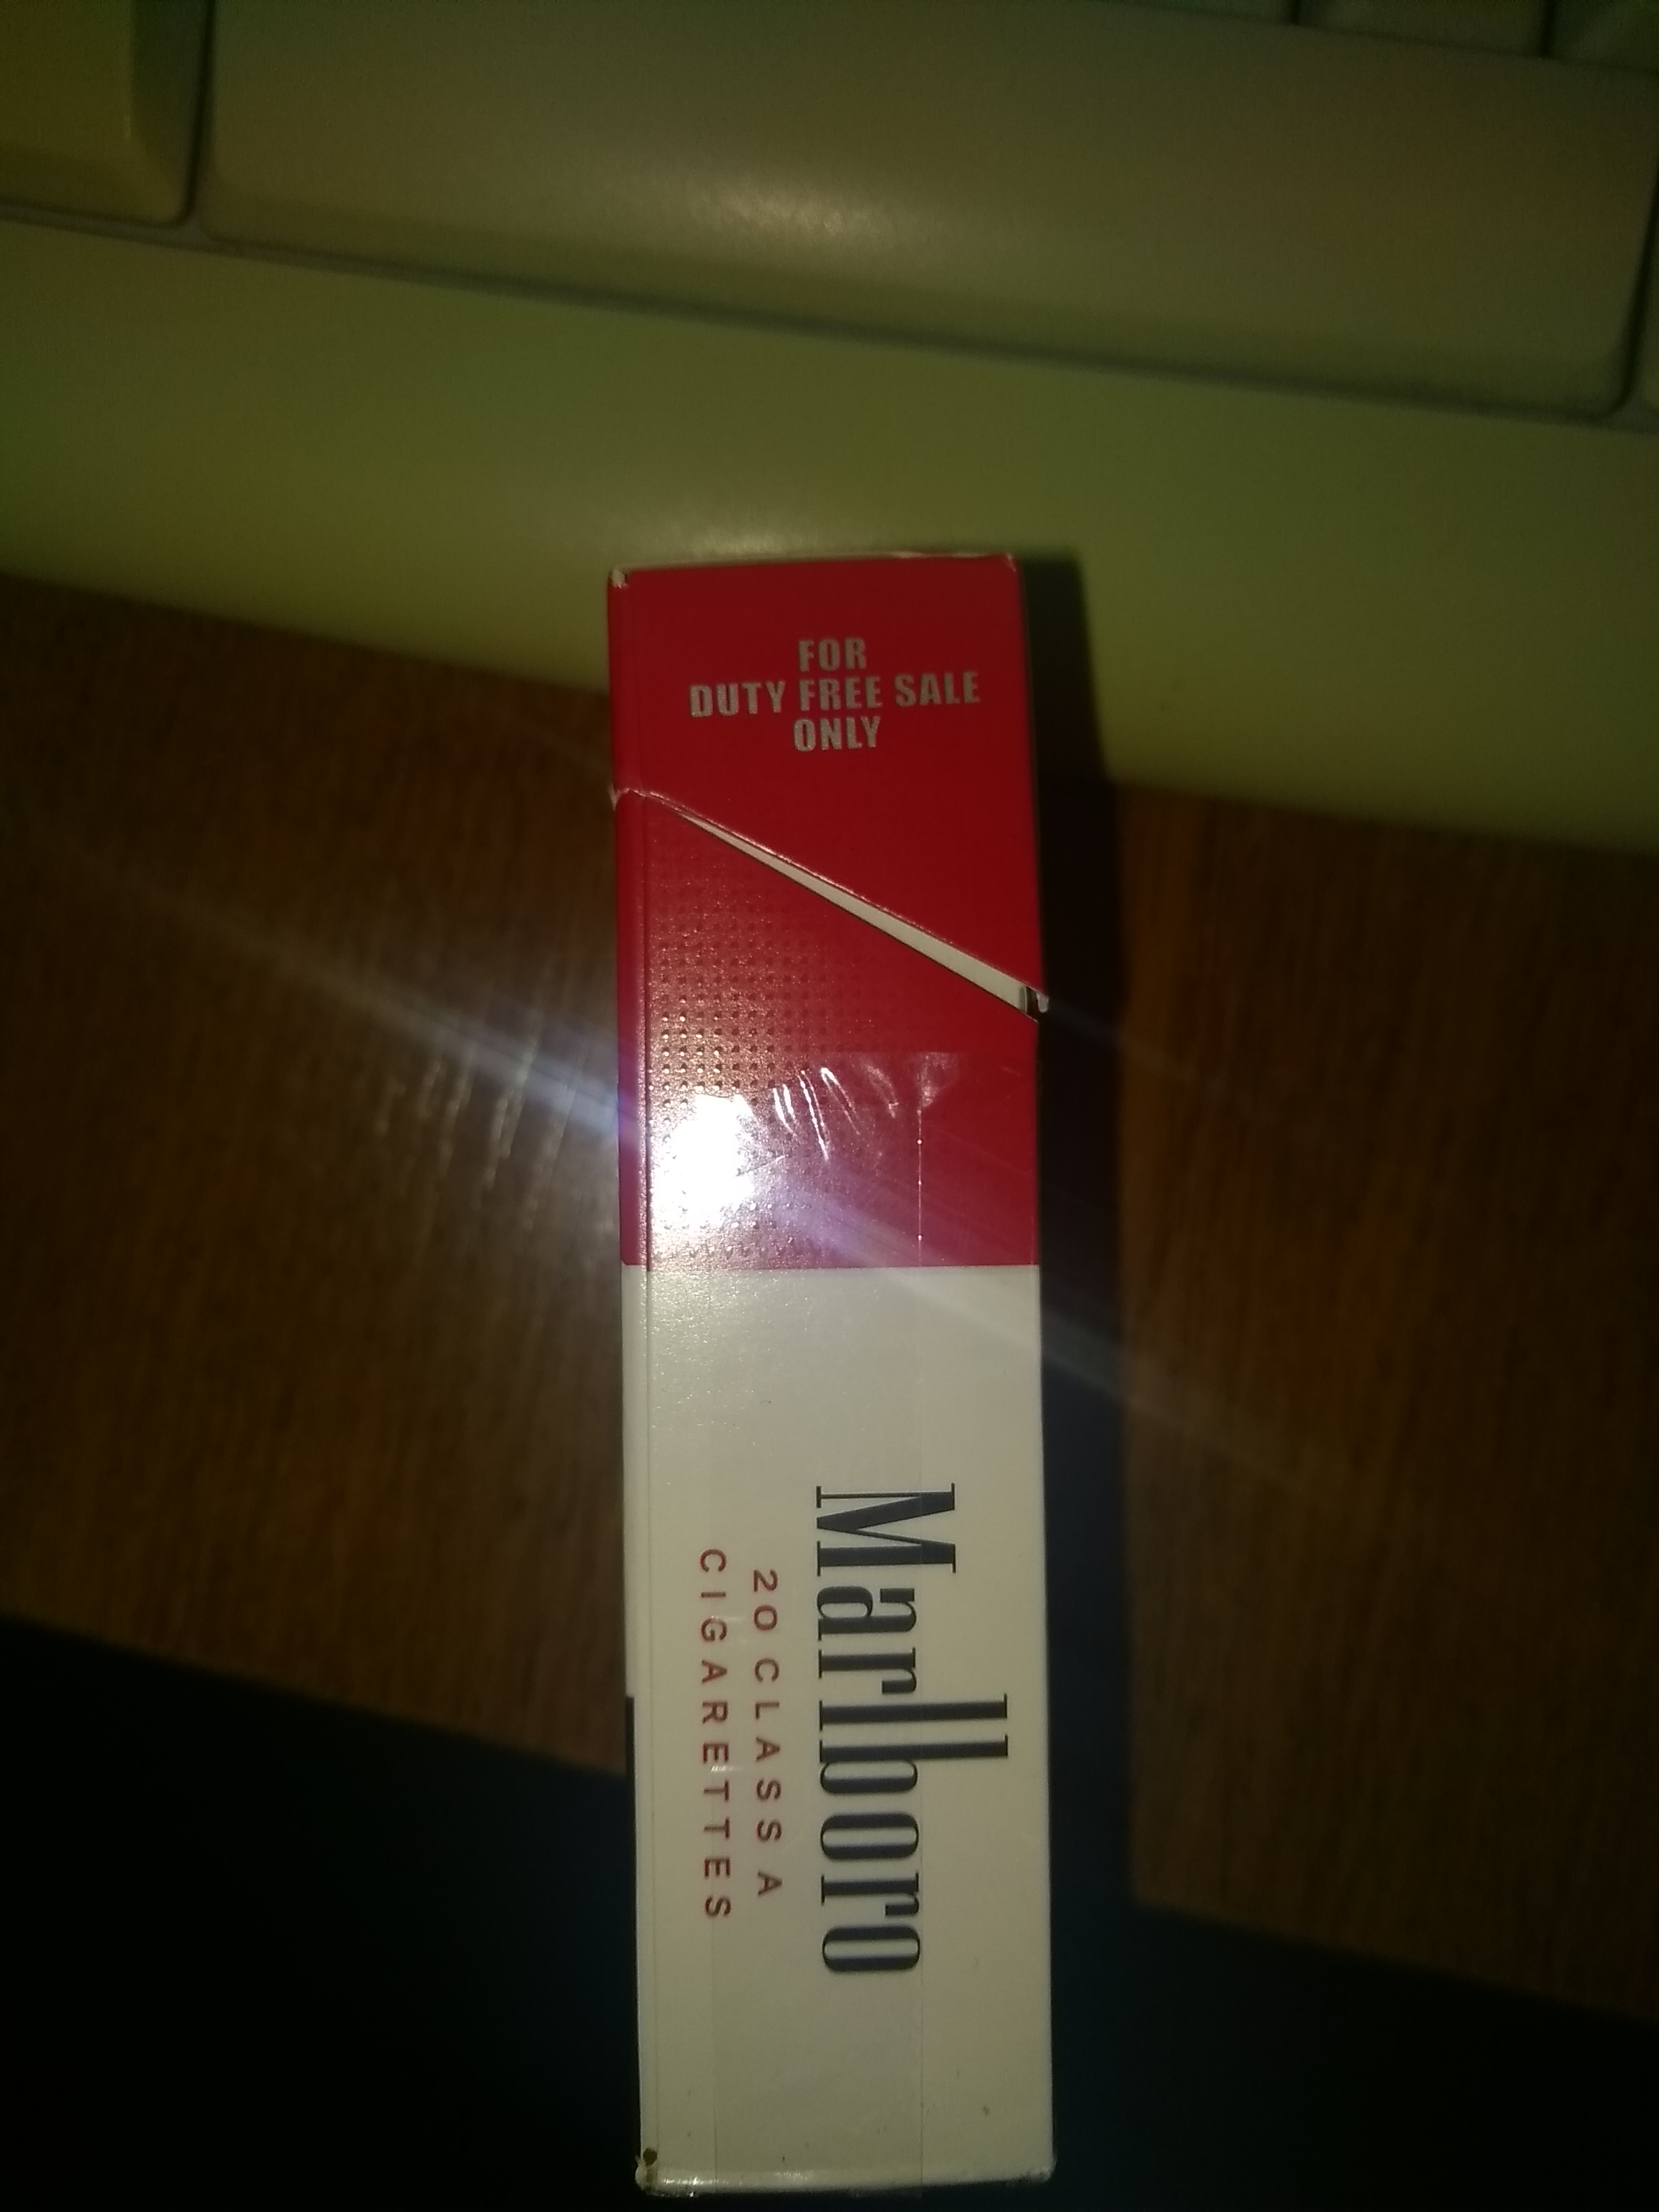 FOR
DUTY FREE SALE
ONLY
Marlboro
20 CLASS A
CIGARETTES